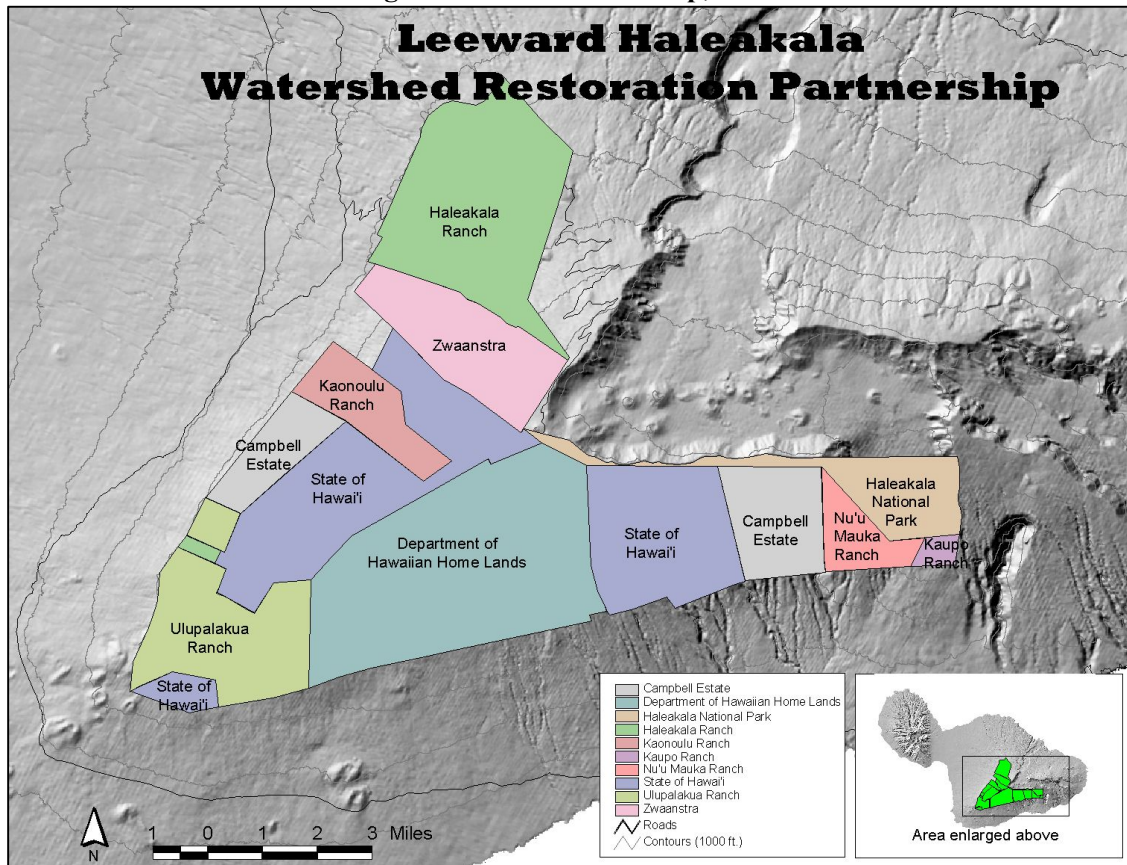 Leeward Haleakala
Watershed Restoration Partnership
Haleakala
Ranch
Zwaanstra
Kaonoulu
Ranch
Campbell
Estate
State of
Hawai'i
Haleakala
National
Park
Department of
Hawaiian Home Lands
State of
Hawai'i
Campbell
Estate
Nu'u
Mauka
Ranch
Kaupo
Ranch
Ulupalakua
Ranch
State of
Hawai'i
Campbell Estate
Department of Hawaiian Home Lands
Haleakala National Park
Haleakala Ranch
Kaonoulu Ranch
Kaupo Ranch
Nu'u Mauka Ranch
State of Hawai'i
Ulupalakua Ranch
Zwaanstra
Roads
Contours (1000 ft.)
N
1 0 1 2 3 Miles
Area enlarged above